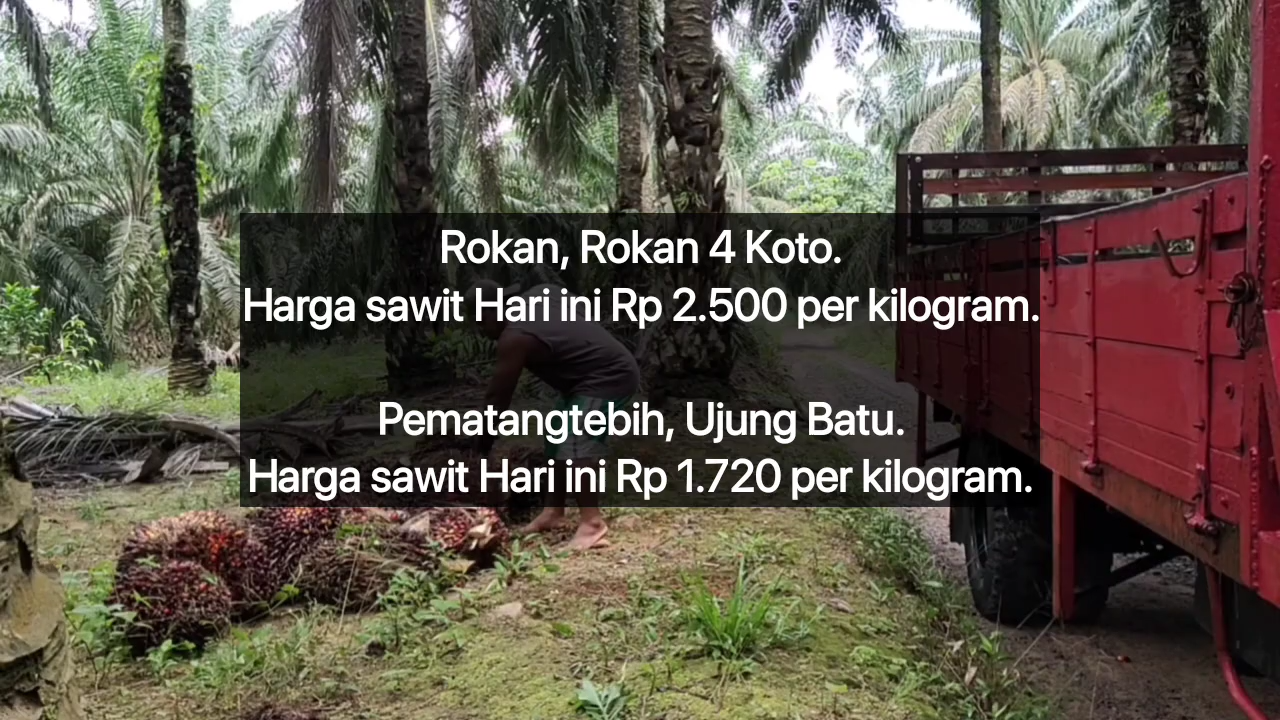 Rokan, Rokan 4 Koto.
Harga sawit Hari ini Rp 2.500 per kilogram.
Pematangtebih, Ujung Batu.
Harga sawit Hari ini Rp 1.720 per kilogram.